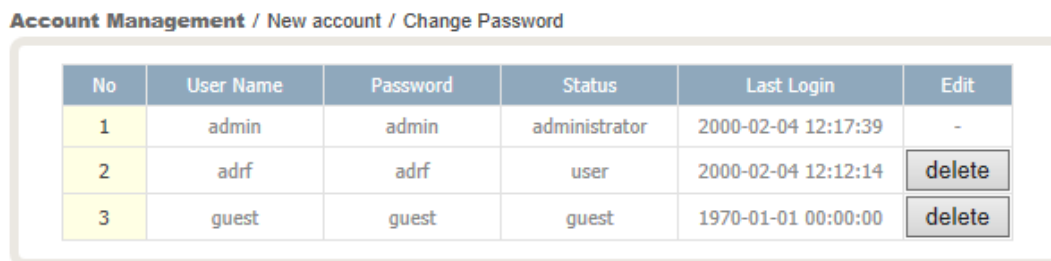 Account Management / New account / Change Password
No User Name Password Status Last Login Edit
1 admin admin administrator 2000-02-04 12:17:39 -
2 adrf adrf user 2000-02-04 12:12:14 delete
3 guest guest guest 1970-01-01 00:00:00 delete